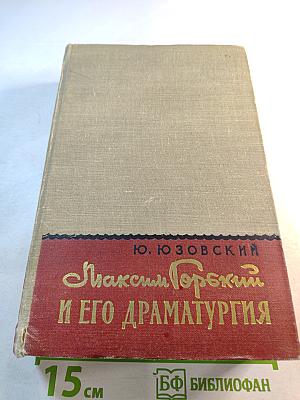 Ю. ЮЗОВСКИЙ
Максим Горький
И ЕГО ДРАМАТУРГИЯ
15 см
БФ БИБЛИОФАН